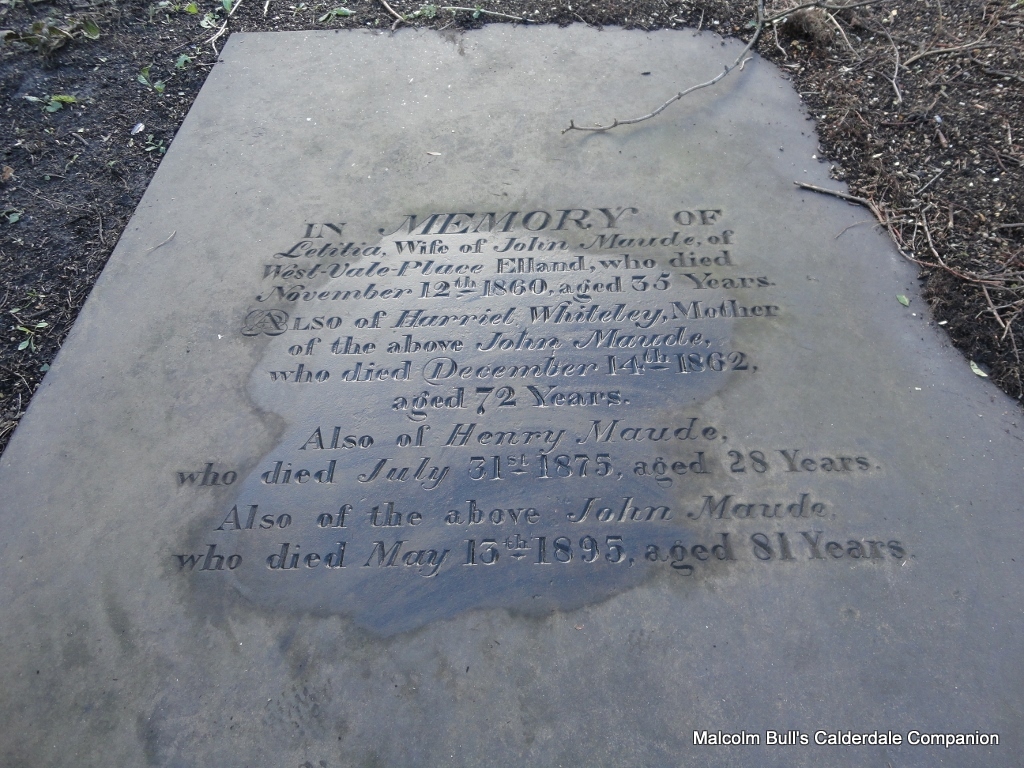 IN MEMORY OF
Letitia, Wife of John Maude, of
West-Vale-Place Elland, who died
November 12th 1860, aged 35 Years.
ALSO of Harriet Whiteley, Mother
of the above John Maude,
who died December 14th 1862,
aged 72 Years.
Also of Henry Maude,
who died July 31st 1875, aged 28 Years.
Also of the above John Maude,
who died May 13th 1895, aged 81 Years.
Malcolm Bull's Calderdale Companion